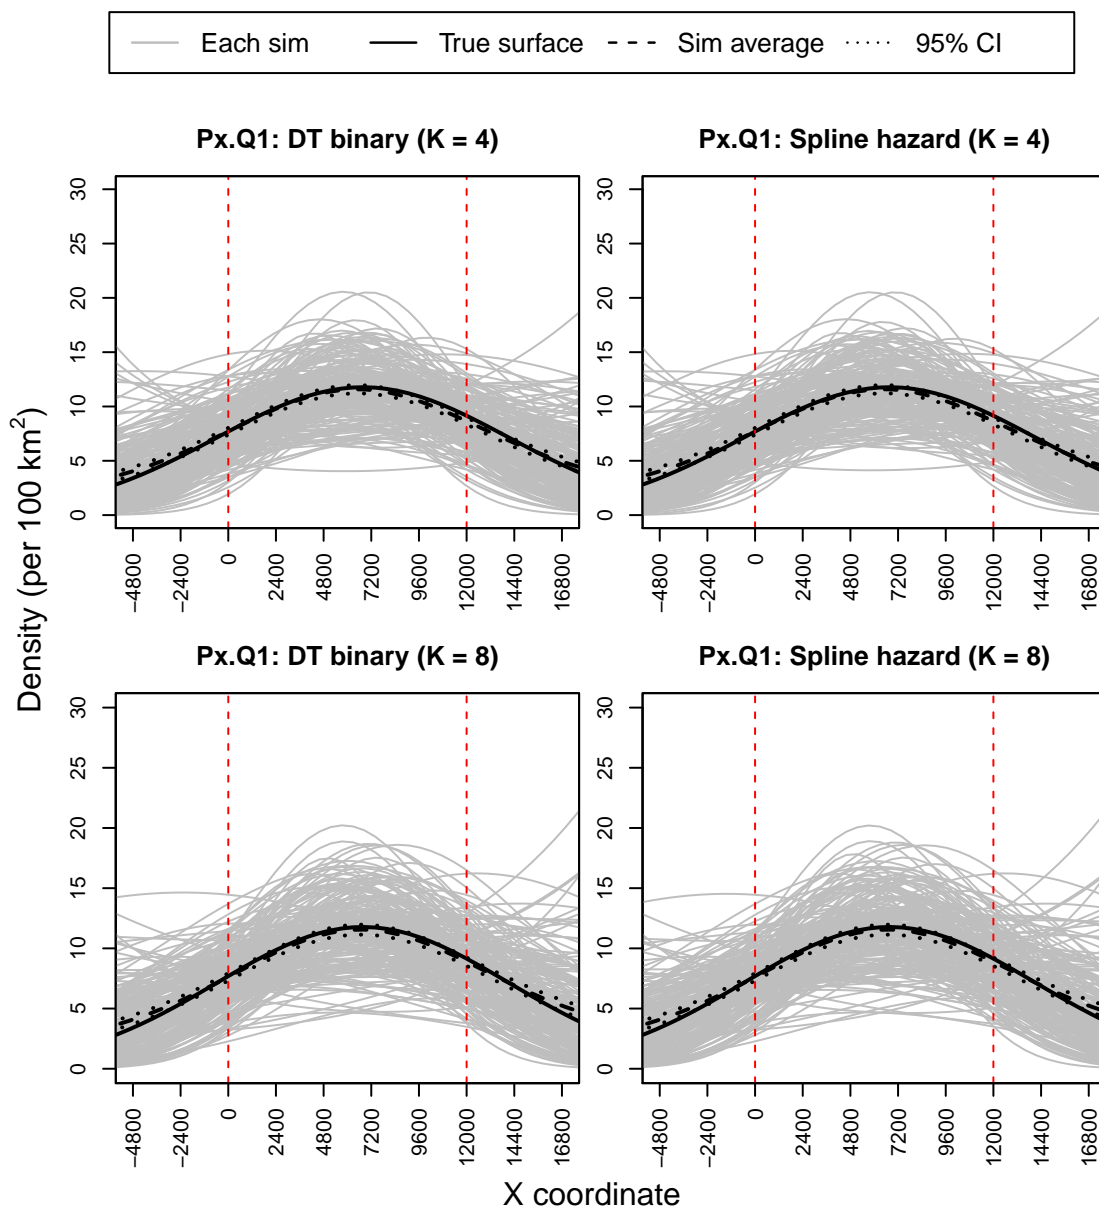 Each sim True surface Sim average 95% CI
Px.Q1: DT binary (K = 4) Px.Q1: Spline hazard (K = 4)
30 25 20 15 10 5 0
30 25 20 15 10 5 0
−4800 −2400 0 2400 4800 7200 9600 12000 14400 16800
−4800 −2400 0 2400 4800 7200 9600 12000 14400 16800
Density (per 100 km²)
Px.Q1: DT binary (K = 8) Px.Q1: Spline hazard (K = 8)
30 25 20 15 10 5 0
30 25 20 15 10 5 0
−4800 −2400 0 2400 4800 7200 9600 12000 14400 16800
−4800 −2400 0 2400 4800 7200 9600 12000 14400 16800
X coordinate